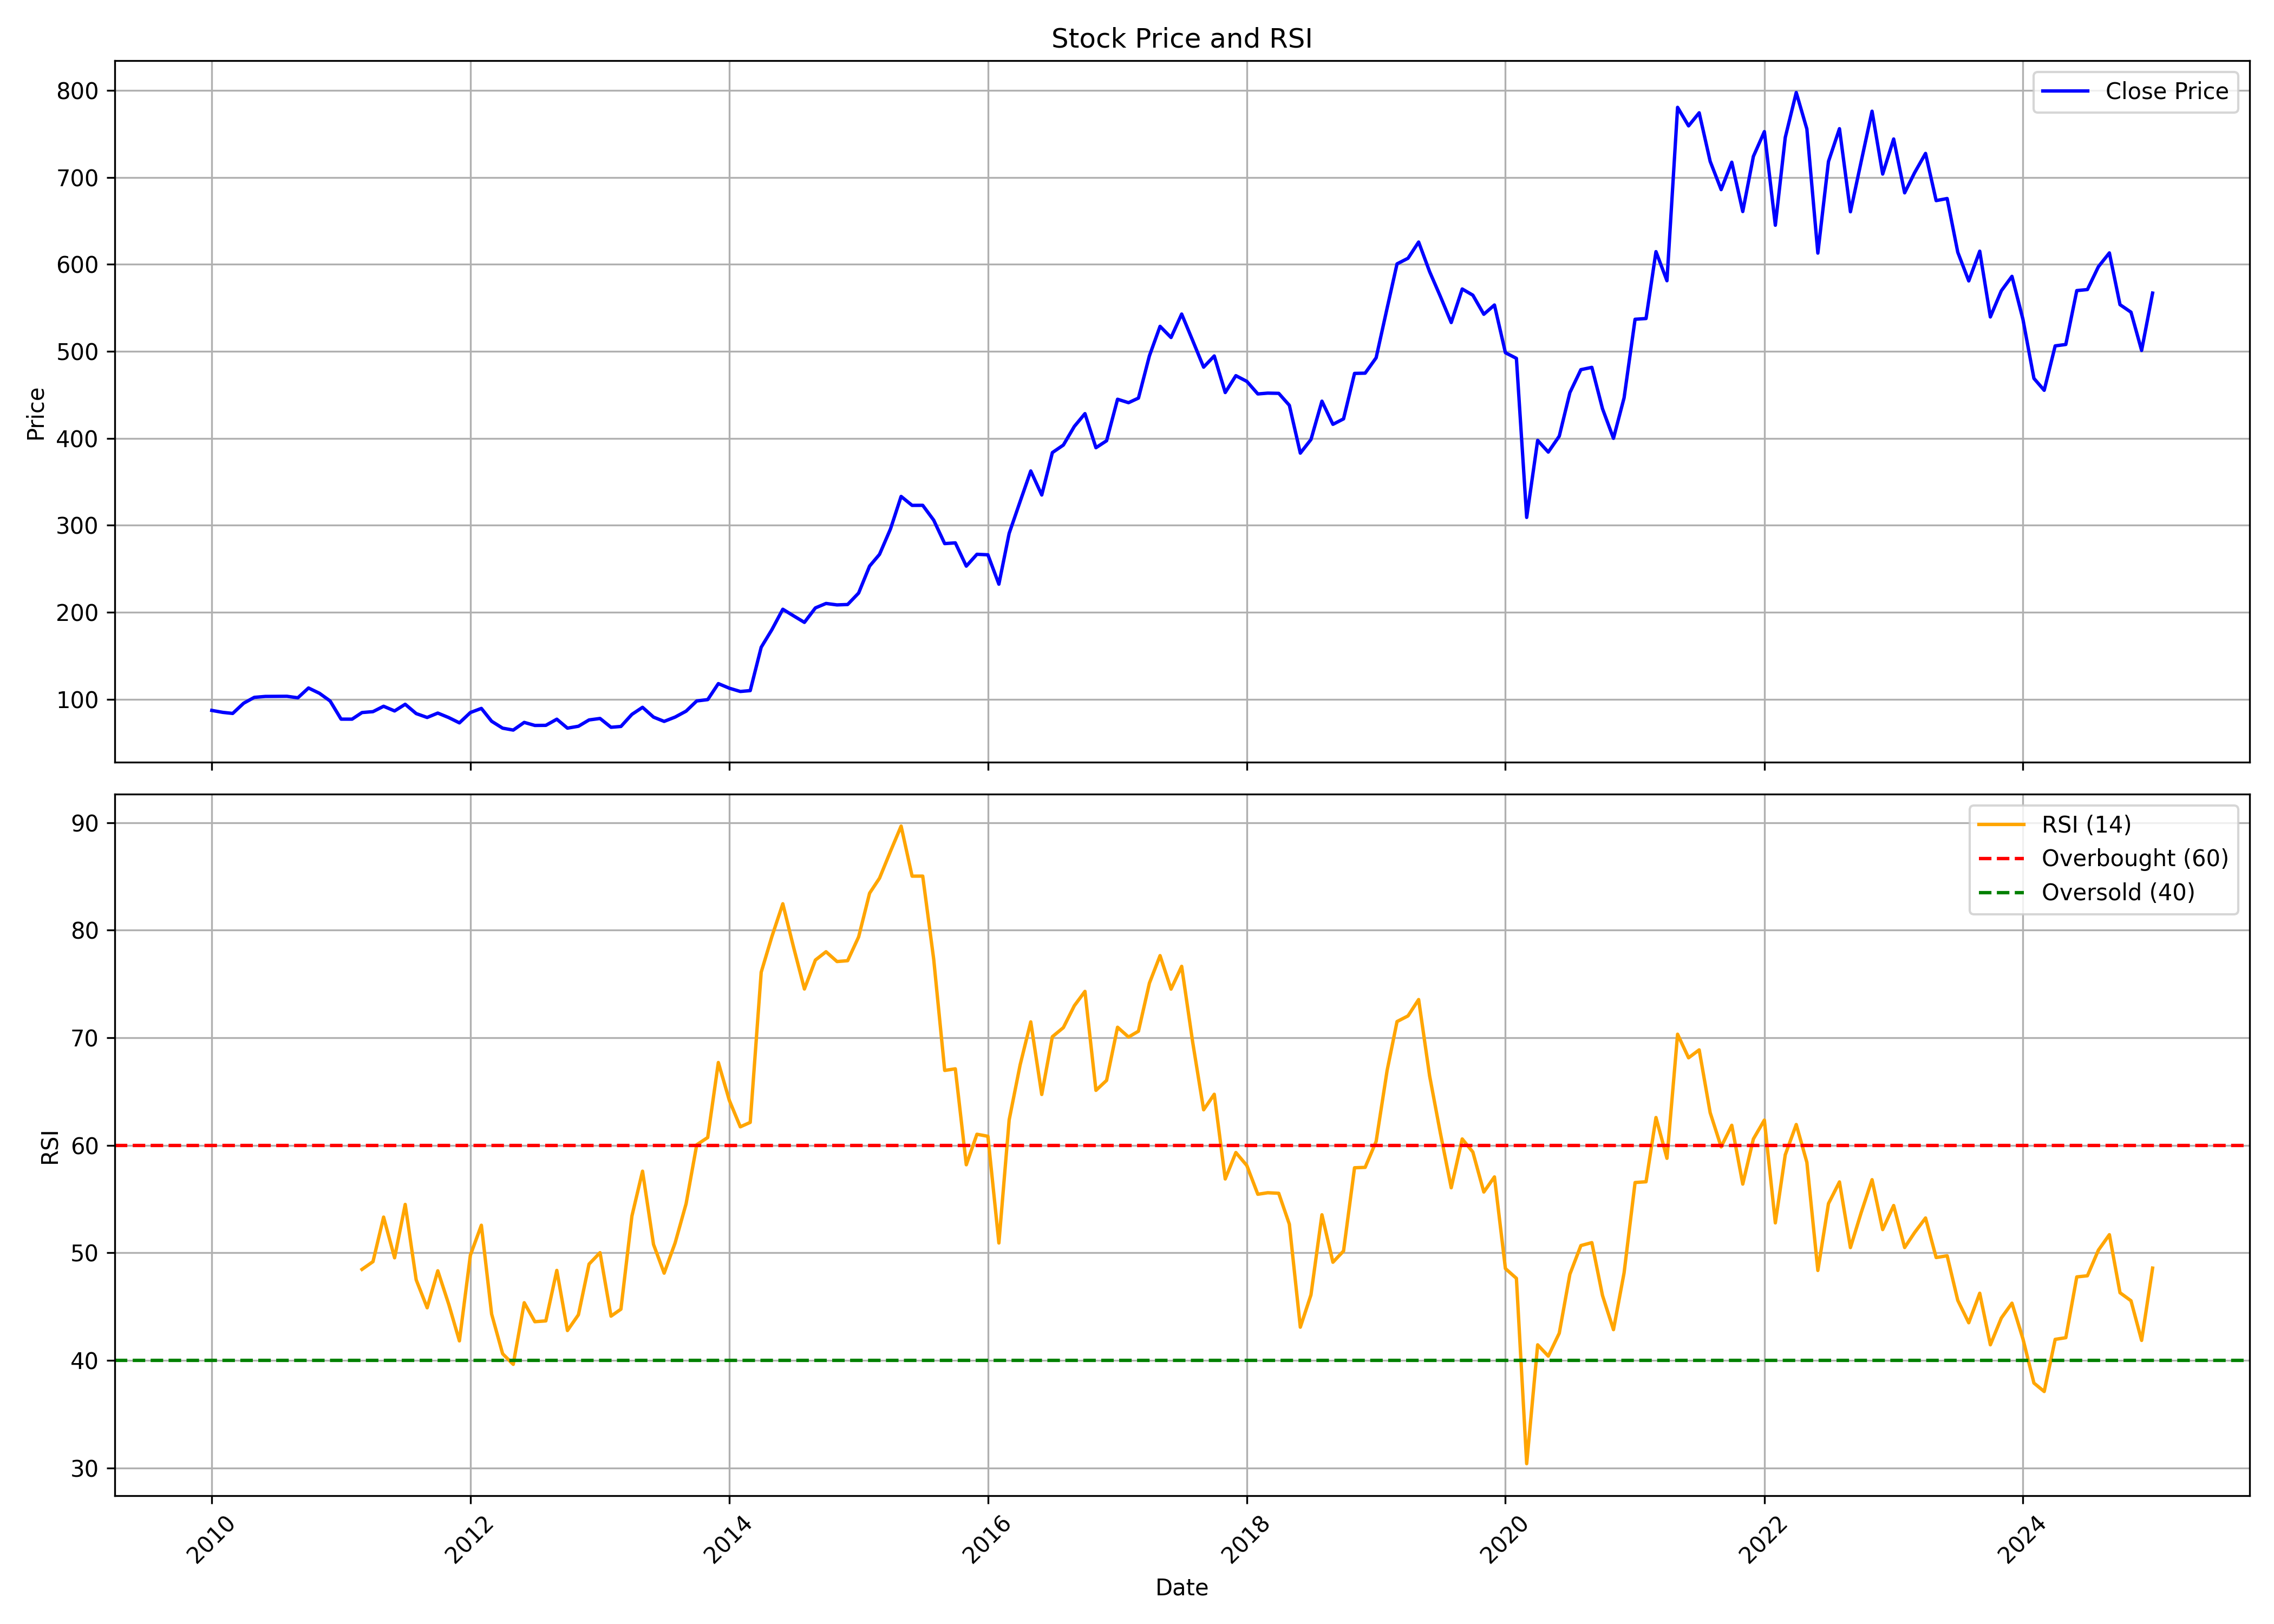 Stock Price and RSI
Close Price
800
700
600
500
400
300
200
100
Price
RSI (14)
Overbought (60)
Oversold (40)
90
80
70
60
50
40
30
RSI
2010
2012
2014
2016
2018
2020
2022
2024
Date